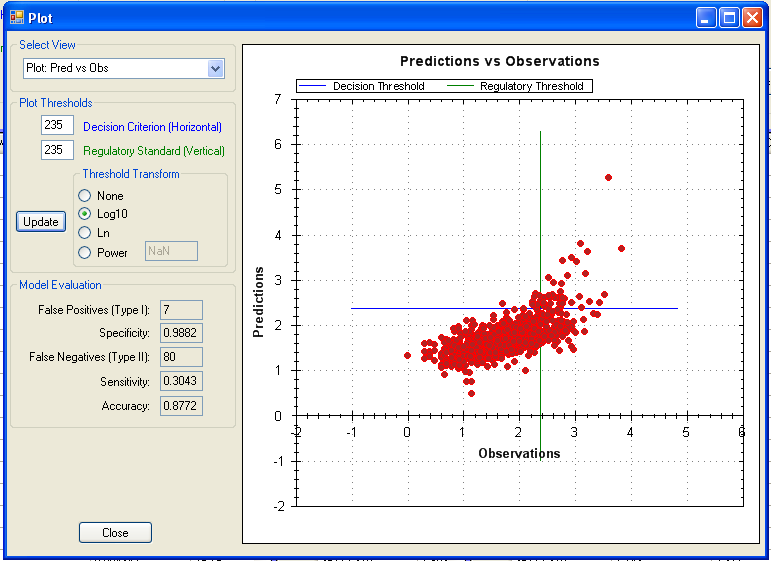 Plot
Select View
Plot: Pred vs Obs
Plot Thresholds
235 Decision Criterion (Horizontal)
235 Regulatory Standard (Vertical)
Threshold Transform
None
Log10
Ln
Power NaN
Update
Model Evaluation
False Positives (Type I): 7
Specificity: 0.9882
False Negatives (Type II): 80
Sensitivity: 0.3043
Accuracy: 0.8772
Close
Predictions vs Observations
Decision Threshold Regulatory Threshold
7
6
5
4
3
2
1
0
-1
-2
Predictions
-2 -1 0 1 2 3 4 5 6
Observations